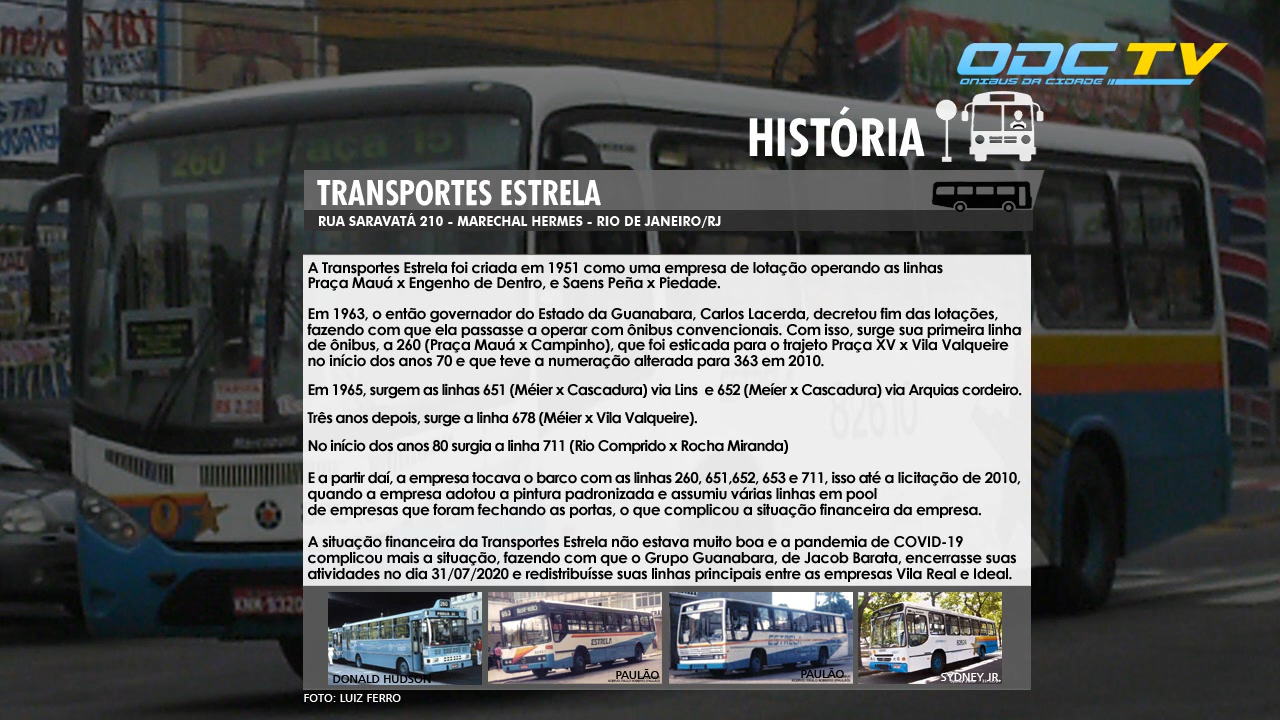 ODC TV
ONIBUS DA CIDADE
HISTÓRIA
TRANSPORTES ESTRELA
RUA SARAVATÁ 210 - MARECHAL HERMES - RIO DE JANEIRO/RJ
260 Praça 15
A Transportes Estrela foi criada em 1951 como uma empresa de lotação operando as linhas
Praça Mauá x Engenho de Dentro, e Saens Peña x Piedade.
Em 1963, o então governador do Estado da Guanabara, Carlos Lacerda, decretou fim das lotações,
fazendo com que ela passasse a operar com ônibus convencionais. Com isso, surge sua primeira linha
de ônibus, a 260 (Praça Mauá x Campinho), que foi esticada para o trajeto Praça XV x Vila Valqueire
no início dos anos 70 e que teve a numeração alterada para 363 em 2010.
Em 1965, surgem as linhas 651 (Méier x Cascadura) via Lins e 652 (Meíer x Cascadura) via Arquias cordeiro.
Três anos depois, surge a linha 678 (Méier x Vila Valqueire).
No início dos anos 80 surgia a linha 711 (Rio Comprido x Rocha Miranda)
E a partir daí, a empresa tocava o barco com as linhas 260, 651,652, 653 e 711, isso até a licitação de 2010,
quando a empresa adotou a pintura padronizada e assumiu várias linhas em pool
de empresas que foram fechando as portas, o que complicou a situação financeira da empresa.
A situação financeira da Transportes Estrela não estava muito boa e a pandemia de COVID-19
complicou mais a situação, fazendo com que o Grupo Guanabara, de Jacob Barata, encerrasse suas
atividades no dia 31/07/2020 e redistribuísse suas linhas principais entre as empresas Vila Real e Ideal.
TARIFA
82610
Marcopolo
ESTRELA
ESTRELA
DONALD HUDSON
PAULÃO
PAULÃO
SYDNEY JR.
FOTO: LUIZ FERRO